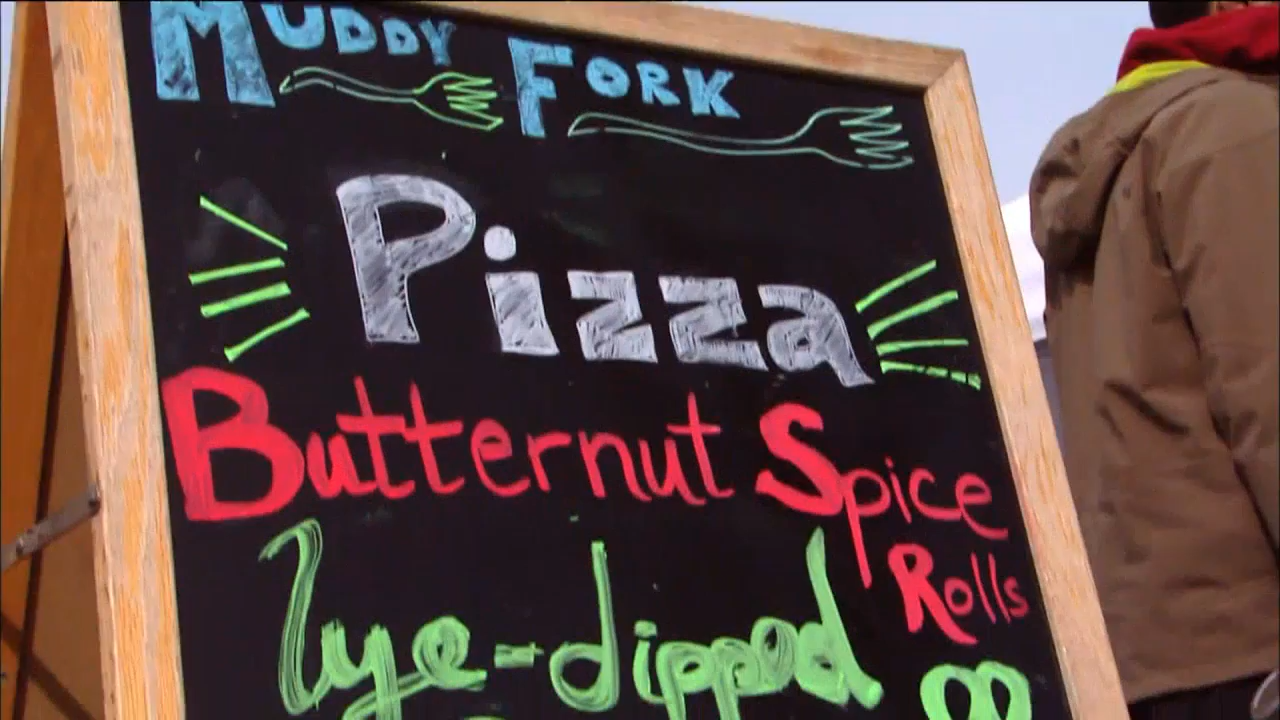 MUDDY FORK
Pizza
Butternut Spice
Rolls
lye-dipped